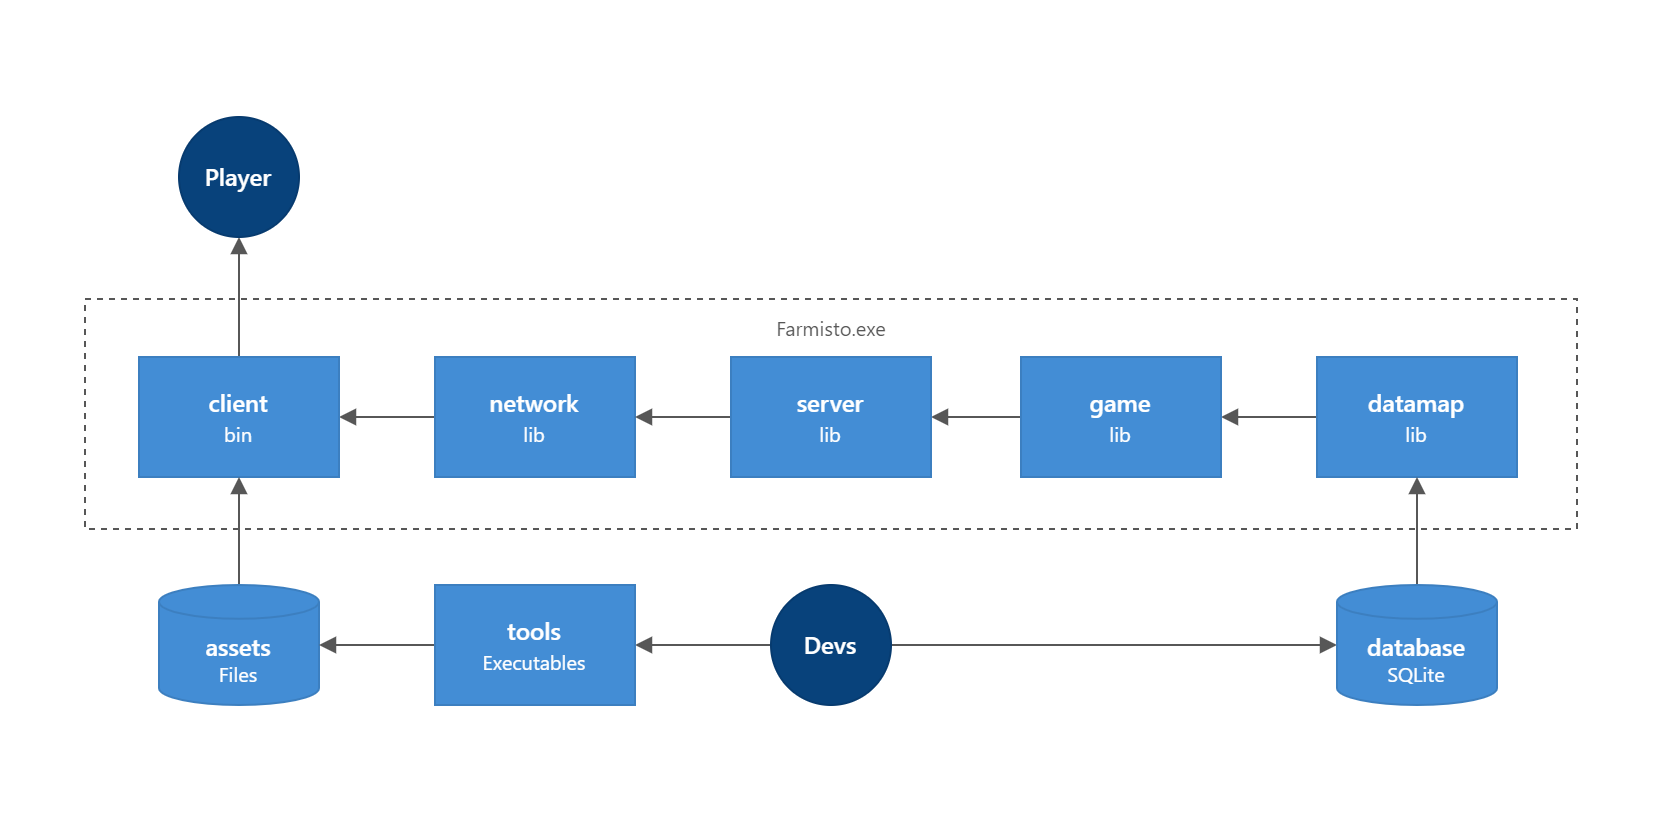 Player
Farmisto.exe
client
bin
network
lib
server
lib
game
lib
datamap
lib
assets
Files
tools
Executables
Devs
database
SQLite